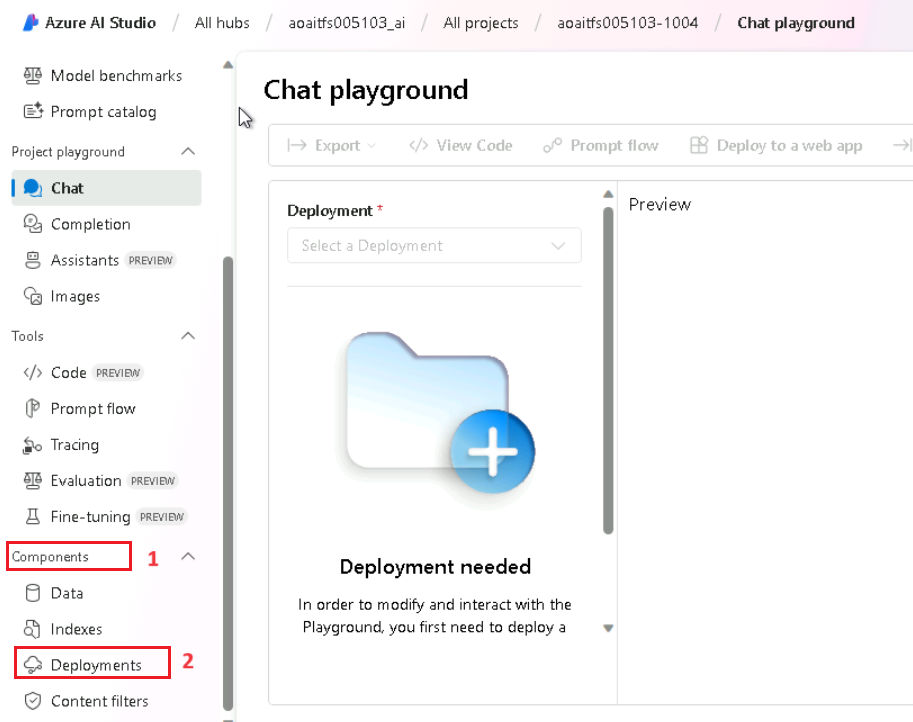 Azure AI Studio / All hubs / aoaitfs005103_ai / All projects / aoaitfs005103-1004 / Chat playground
Model benchmarks
Prompt catalog
Project playground
Chat
Completion
Assistants PREVIEW
Images
Tools
Code PREVIEW
Prompt flow
Tracing
Evaluation PREVIEW
Fine-tuning PREVIEW
Components 1
Data
Indexes
Deployments 2
Content filters
Chat playground
Export </> View Code Prompt flow Deploy to a web app
Deployment *
Select a Deployment
Deployment needed
In order to modify and interact with the
Playground, you first need to deploy a
Preview